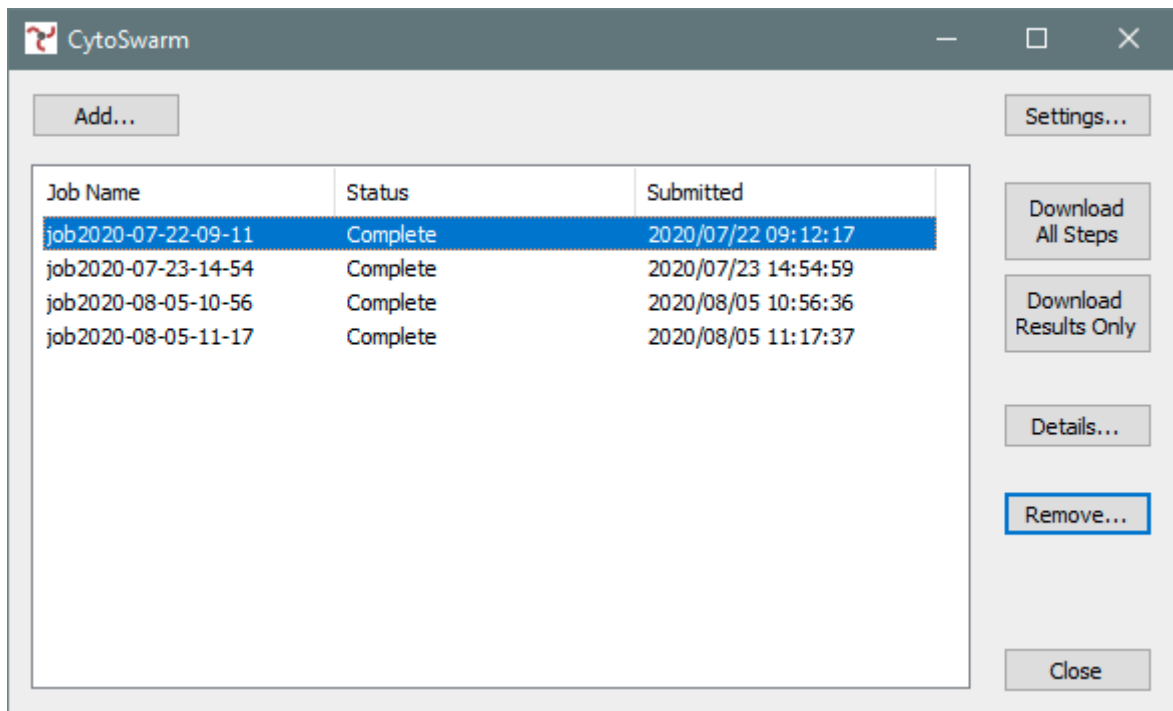 CytoSwarm
Add...
Settings...
Job Name Status Submitted
job2020-07-22-09-11 Complete 2020/07/22 09:12:17
job2020-07-23-14-54 Complete 2020/07/23 14:54:59
job2020-08-05-10-56 Complete 2020/08/05 10:56:36
job2020-08-05-11-17 Complete 2020/08/05 11:17:37
Download
All Steps
Download
Results Only
Details...
Remove...
Close